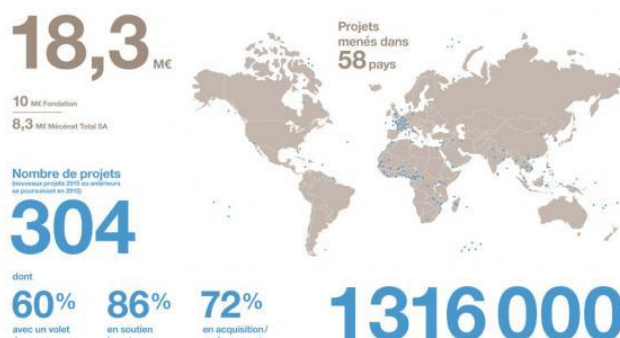 18,3 M€
10 M€ Fondation
8,3 M€ Mécénat Total SA
Projets
menés dans
58 pays
Nombre de projets
(nouveaux projets 2015 ou antérieurs
se poursuivant en 2015)
304
dont
60%
avec un volet
86%
en soutien
72%
en acquisition/
1316 000